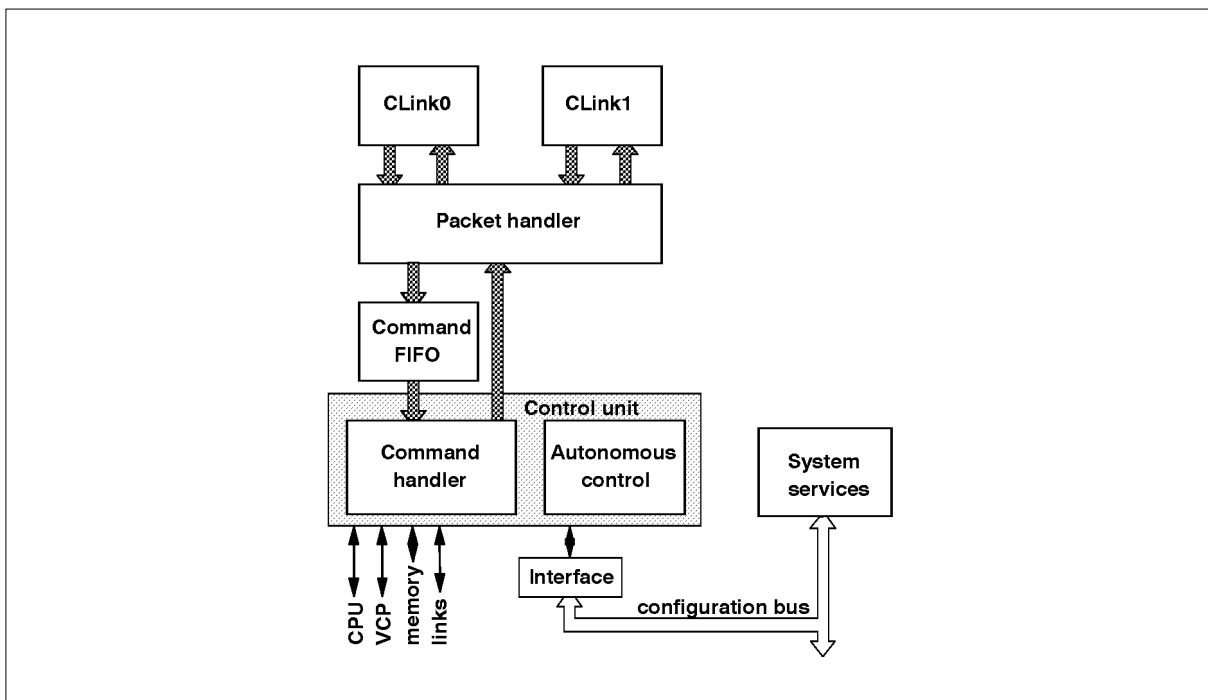 CLink0
CLink1
Packet handler
Command
FIFO
Control unit
Command
handler
Autonomous
control
System
services
Interface
configuration bus
CPU
VCP
memory
links